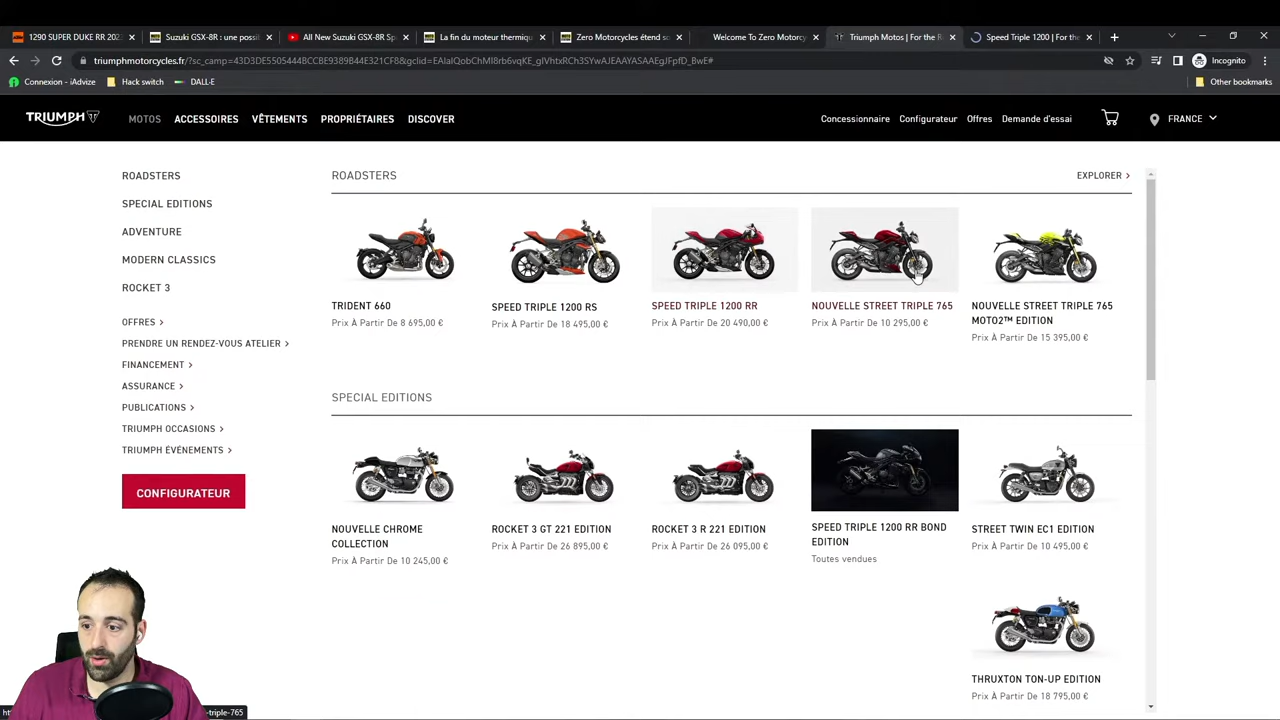 1290 SUPER DUKE RR 202
Suzuki GSX-8R : une possi
All New Suzuki GSX-8R Sp
La fin du moteur thermiqu
Zero Motorcycles étend so
Welcome To Zero Motorcy
Triumph Motos | For the R
Speed Triple 1200 | For the
triumphmotorcycles.fr/?sc_camp=43D3DE5505444BCCBE9389B44E321CF8&gclid=EAIaIQobChMI8rb6vqKE_gIVhtxRCh3SYwAJEAAYASAAEgJFpfD_BwE#
Incognito
Connexion - iAdvize
Hack switch
DALL-E
Other bookmarks
TRIUMPH
MOTOS
ACCESSOIRES
VÊTEMENTS
PROPRIÉTAIRES
DISCOVER
Concessionnaire
Configurateur
Offres
Demande d'essai
FRANCE
ROADSTERS
SPECIAL EDITIONS
ADVENTURE
MODERN CLASSICS
ROCKET 3
OFFRES >
PRENDRE UN RENDEZ-VOUS ATELIER >
FINANCEMENT >
ASSURANCE >
PUBLICATIONS >
TRIUMPH OCCASIONS >
TRIUMPH ÉVÉNEMENTS >
CONFIGURATEUR
ROADSTERS
EXPLORER >
TRIDENT 660
Prix À Partir De 8 695,00 €
SPEED TRIPLE 1200 RS
Prix À Partir De 18 495,00 €
SPEED TRIPLE 1200 RR
Prix À Partir De 20 490,00 €
NOUVELLE STREET TRIPLE 765
Prix À Partir De 10 295,00 €
NOUVELLE STREET TRIPLE 765
MOTO2™ EDITION
Prix À Partir De 15 395,00 €
SPECIAL EDITIONS
NOUVELLE CHROME
COLLECTION
Prix À Partir De 10 245,00 €
ROCKET 3 GT 221 EDITION
Prix À Partir De 26 895,00 €
ROCKET 3 R 221 EDITION
Prix À Partir De 26 095,00 €
SPEED TRIPLE 1200 RR BOND
EDITION
Toutes vendues
STREET TWIN EC1 EDITION
Prix À Partir De 10 495,00 €
THRUXTON TON-UP EDITION
Prix À Partir De 18 795,00 €
-triple-765